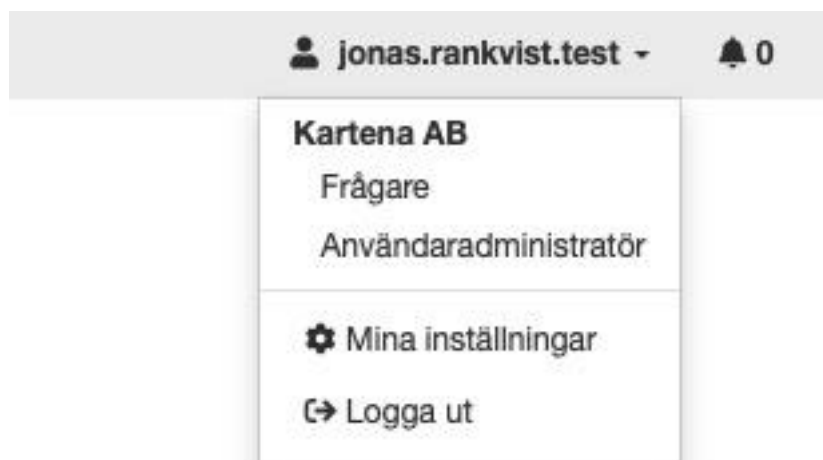 jonas.rankvist.test
0
Kartena AB
Frågare
Användaradministratör
Mina inställningar
Logga ut